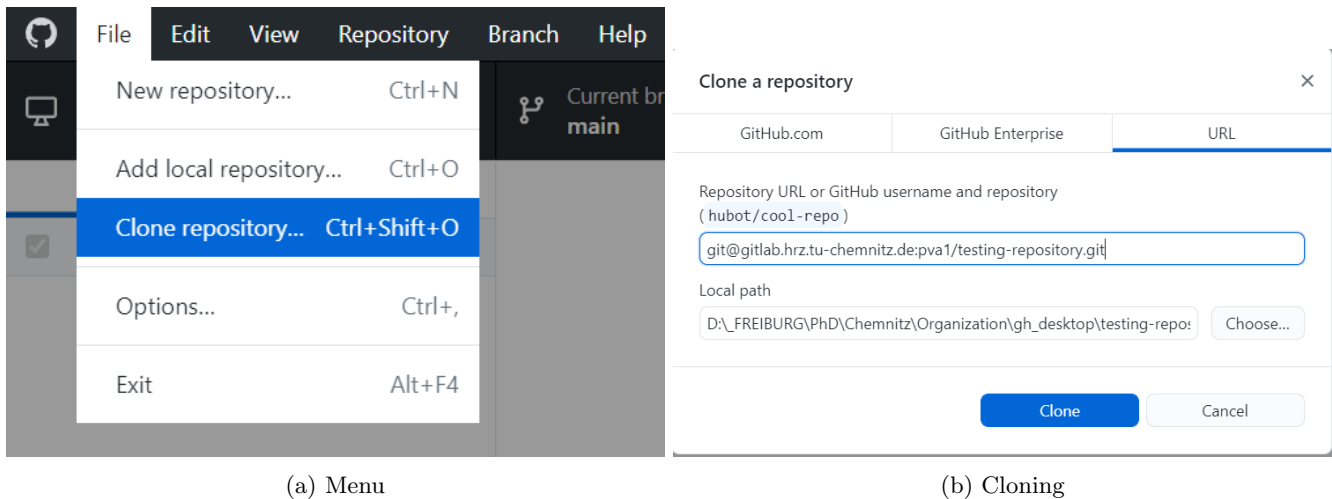 File Edit View Repository Branch Help
New repository... Ctrl+N
Current br
main
Add local repository... Ctrl+O
Clone repository... Ctrl+Shift+O
Options... Ctrl+,
Exit Alt+F4
(a) Menu
Clone a repository
GitHub.com GitHub Enterprise URL
Repository URL or GitHub username and repository
(hubot/cool-repo)
git@gitlab.hrz.tu-chemnitz.de:pva1/testing-repository.git
Local path
D:\_FREIBURG\PhD\Chemnitz\Organization\gh_desktop\testing-repos Choose...
Clone Cancel
(b) Cloning